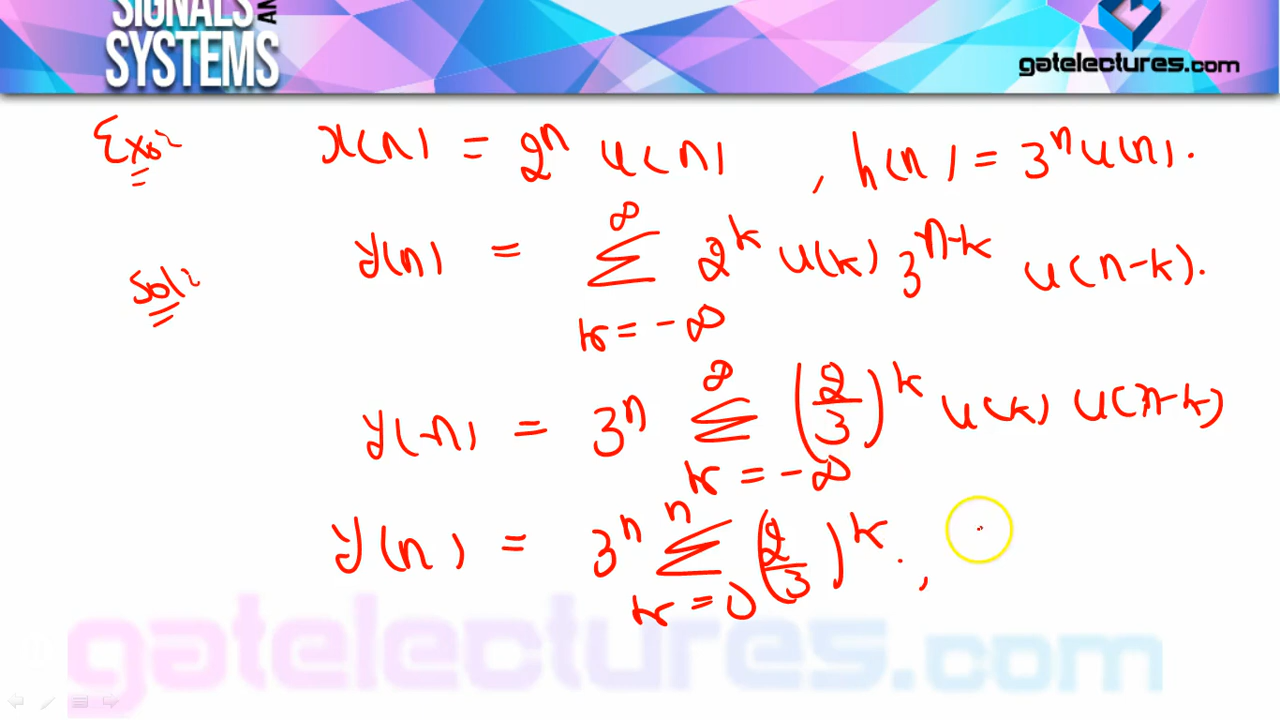 SIGNALS AN
SYSTEMS
gatelectures.com
Ex:- x(n) = 2^n u(n) , h(n) = 3^n u(n).
Sol:- y(n) = ∑_{k=-∞}^{∞} 2^k u(k) 3^{n-k} u(n-k).
y(n) = 3^n ∑_{k=-∞}^{∞} (2/3)^k u(k) u(n-k)
y(n) = 3^n ∑_{k=0}^{n} (2/3)^k . ,
gatelectures.com